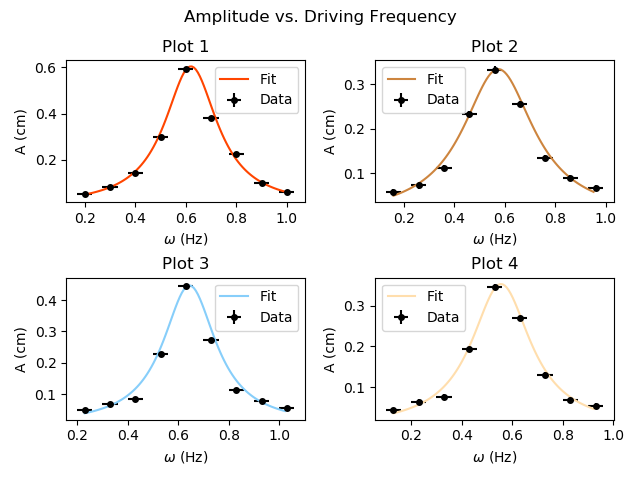 Amplitude vs. Driving Frequency
Plot 1
A (cm)
0.6
0.4
0.2
Fit
Data
0.2 0.4 0.6 0.8 1.0
ω (Hz)
Plot 2
A (cm)
0.3
0.2
0.1
Fit
Data
0.2 0.4 0.6 0.8 1.0
ω (Hz)
Plot 3
A (cm)
0.4
0.3
0.2
0.1
Fit
Data
0.2 0.4 0.6 0.8 1.0
ω (Hz)
Plot 4
A (cm)
0.3
0.2
0.1
Fit
Data
0.2 0.4 0.6 0.8 1.0
ω (Hz)